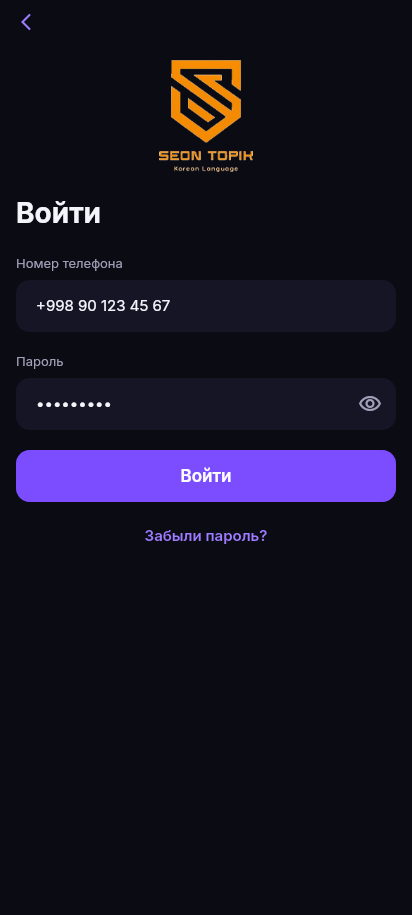 SEON TOPIK
Korean Language
Войти
Номер телефона
+998 90 123 45 67
Пароль
•••••••••
Войти
Забыли пароль?